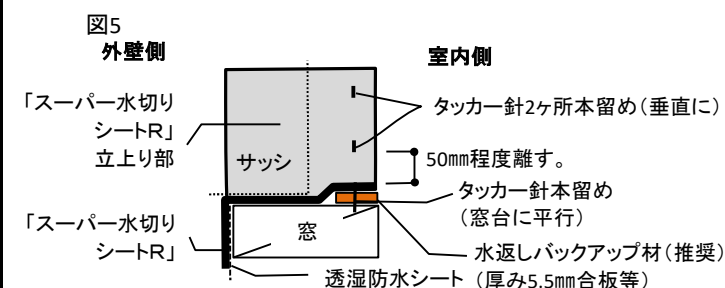 図5
外壁側
室内側
「スーパー水切り
シートR」
立上り部
サッシ
タッカー針2ヶ所本留め(垂直に)
50㎜程度離す。
タッカー針本留め
(窓台に平行)
「スーパー水切り
シートR」
窓
水返しバックアップ材(推奨)
透湿防水シート
(厚み5.5㎜合板等)